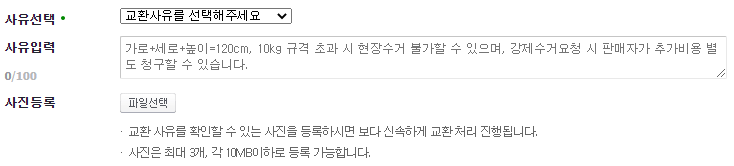 사유선택 •
교환사유를 선택해주세요
사유입력
0/100
가로+세로+높이=120cm, 10kg 규격 초과 시 현장수거 불가할 수 있으며, 강제수거요청 시 판매자가 추가비용 별
도 청구할 수 있습니다.
사진등록
파일선택
· 교환 사유를 확인할 수 있는 사진을 등록하시면 보다 신속하게 교환 처리 진행됩니다.
· 사진은 최대 3개, 각 10MB이하로 등록 가능합니다.